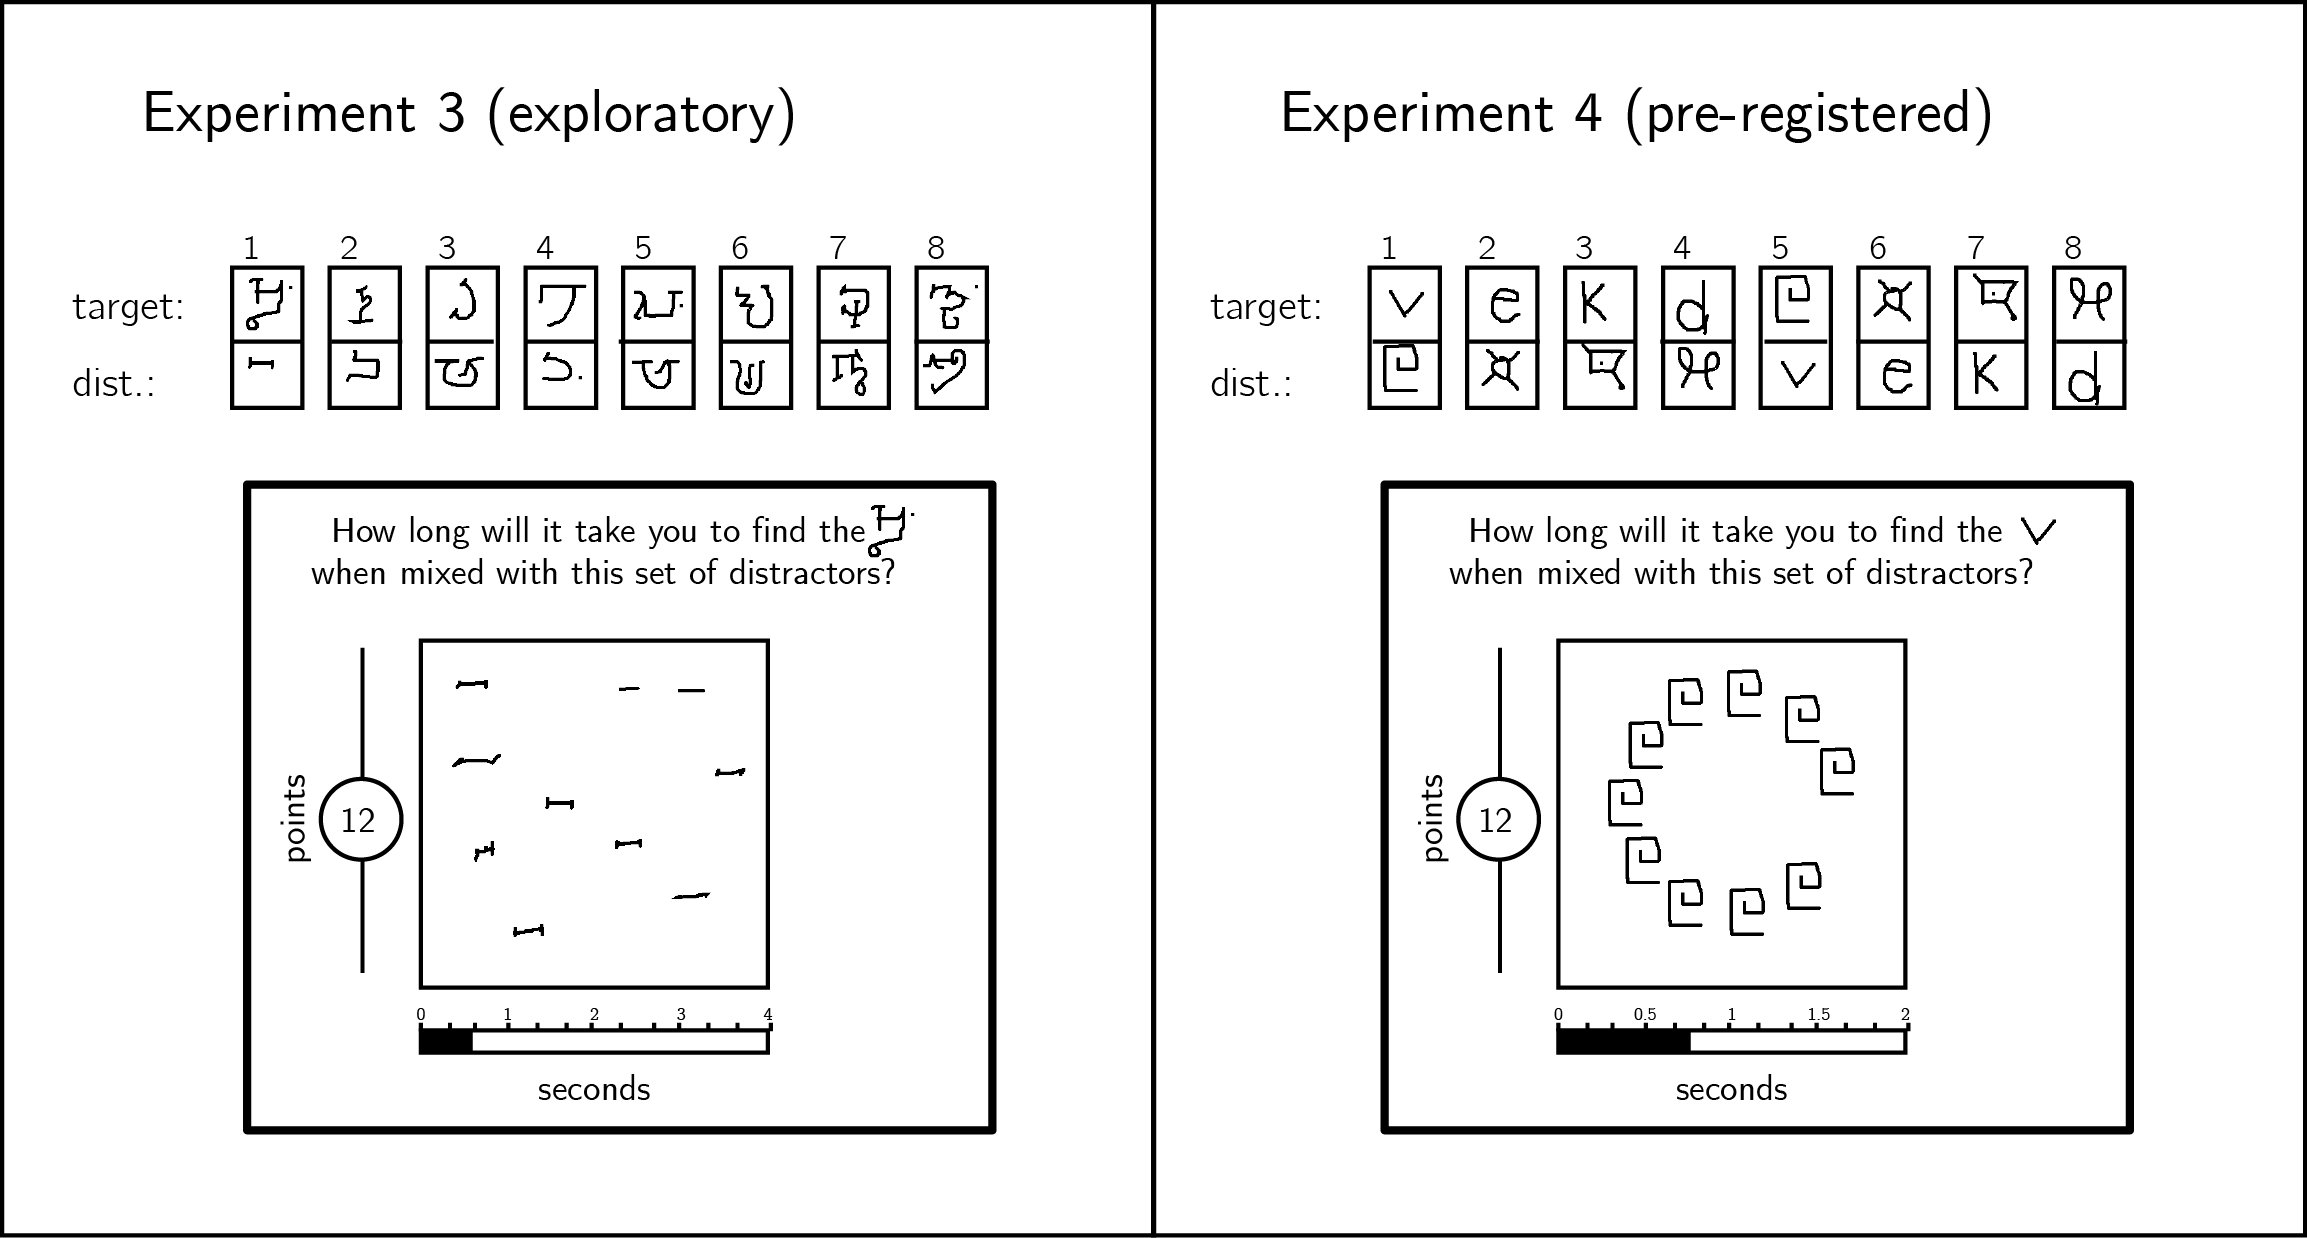 Experiment 3 (exploratory)
1 2 3 4 5 6 7 8
target:
dist.:
How long will it take you to find the
when mixed with this set of distractors?
points
12
0 1 2 3 4
seconds
Experiment 4 (pre-registered)
1 2 3 4 5 6 7 8
target: v e k d
dist.: v e k d
How long will it take you to find the v
when mixed with this set of distractors?
points
12
0 0.5 1 1.5 2
seconds